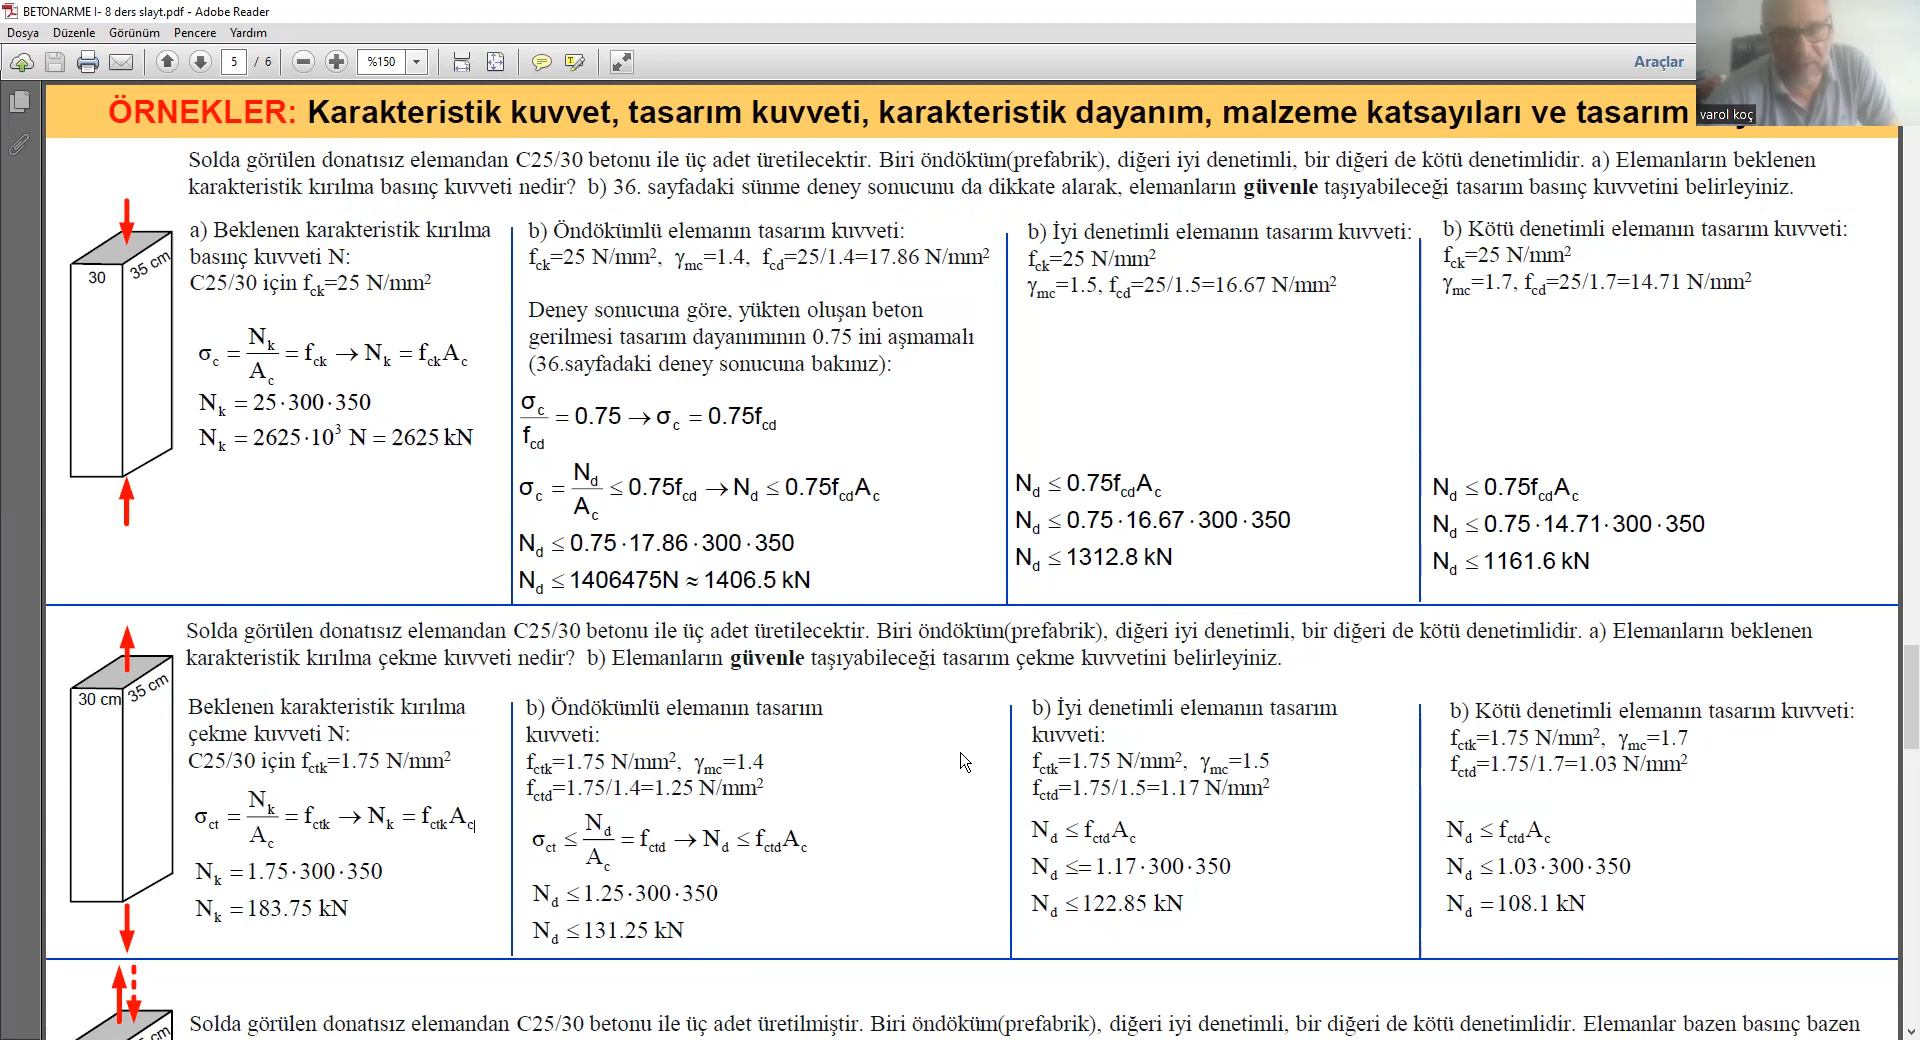 BETONARME I- 8 ders slayt.pdf - Adobe Reader
Dosya Düzenle Görünüm Pencere Yardım
5 / 6 %150 Araçlar
varol koç
ÖRNEKLER: Karakteristik kuvvet, tasarım kuvveti, karakteristik dayanım, malzeme katsayıları ve tasarım
Solda görülen donatısız elemandan C25/30 betonu ile üç adet üretilecektir. Biri öndöküm(prefabrik), diğeri iyi denetimli, bir diğeri de kötü denetimlidir. a) Elemanların beklenen
karakteristik kırılma basınç kuvveti nedir? b) 36. sayfadaki sünme deney sonucunu da dikkate alarak, elemanların güvenle taşıyabileceği tasarım basınç kuvvetini belirleyiniz.
30 35 cm
a) Beklenen karakteristik kırılma
basınç kuvveti N:
C25/30 için fck=25 N/mm²
σc = Nk/Ac = fck → Nk = fckAc
Nk = 25·300·350
Nk = 2625·10³ N = 2625 kN
b) Öndökümlü elemanın tasarım kuvveti:
fck=25 N/mm², γmc=1.4, fcd=25/1.4=17.86 N/mm²
Deney sonucuna göre, yükten oluşan beton
gerilmesi tasarım dayanımının 0.75 ini aşmamalı
(36.sayfadaki deney sonucuna bakınız):
σc/fcd = 0.75 → σc = 0.75fcd
σc = Nd/Ac ≤ 0.75fcd → Nd ≤ 0.75fcdAc
Nd ≤ 0.75·17.86·300·350
Nd ≤ 1406475N ≈ 1406.5 kN
b) İyi denetimli elemanın tasarım kuvveti:
fck=25 N/mm²
γmc=1.5, fcd=25/1.5=16.67 N/mm²
Nd ≤ 0.75fcdAc
Nd ≤ 0.75·16.67·300·350
Nd ≤ 1312.8 kN
b) Kötü denetimli elemanın tasarım kuvveti:
fck=25 N/mm²
γmc=1.7, fcd=25/1.7=14.71 N/mm²
Nd ≤ 0.75fcdAc
Nd ≤ 0.75·14.71·300·350
Nd ≤ 1161.6 kN
Solda görülen donatısız elemandan C25/30 betonu ile üç adet üretilecektir. Biri öndöküm(prefabrik), diğeri iyi denetimli, bir diğeri de kötü denetimlidir. a) Elemanların beklenen
karakteristik kırılma çekme kuvveti nedir? b) Elemanların güvenle taşıyabileceği tasarım çekme kuvvetini belirleyiniz.
30 cm 35 cm
Beklenen karakteristik kırılma
çekme kuvveti N:
C25/30 için fctk=1.75 N/mm²
σct = Nk/Ac = fctk → Nk = fctkAc
Nk = 1.75·300·350
Nk = 183.75 kN
b) Öndökümlü elemanın tasarım
kuvveti:
fctk=1.75 N/mm², γmc=1.4
fctd=1.75/1.4=1.25 N/mm²
σct ≤ Nd/Ac = fctd → Nd ≤ fctdAc
Nd ≤ 1.25·300·350
Nd ≤ 131.25 kN
b) İyi denetimli elemanın tasarım
kuvveti:
fctk=1.75 N/mm², γmc=1.5
fctd=1.75/1.5=1.17 N/mm²
Nd ≤ fctdAc
Nd ≤= 1.17·300·350
Nd ≤ 122.85 kN
b) Kötü denetimli elemanın tasarım kuvveti:
fctk=1.75 N/mm², γmc=1.7
fctd=1.75/1.7=1.03 N/mm²
Nd ≤ fctdAc
Nd ≤ 1.03·300·350
Nd = 108.1 kN
Solda görülen donatısız elemandan C25/30 betonu ile üç adet üretilmiştir. Biri öndöküm(prefabrik), diğeri iyi denetimli, bir diğeri de kötü denetimlidir. Elemanlar bazen basınç bazen
cm